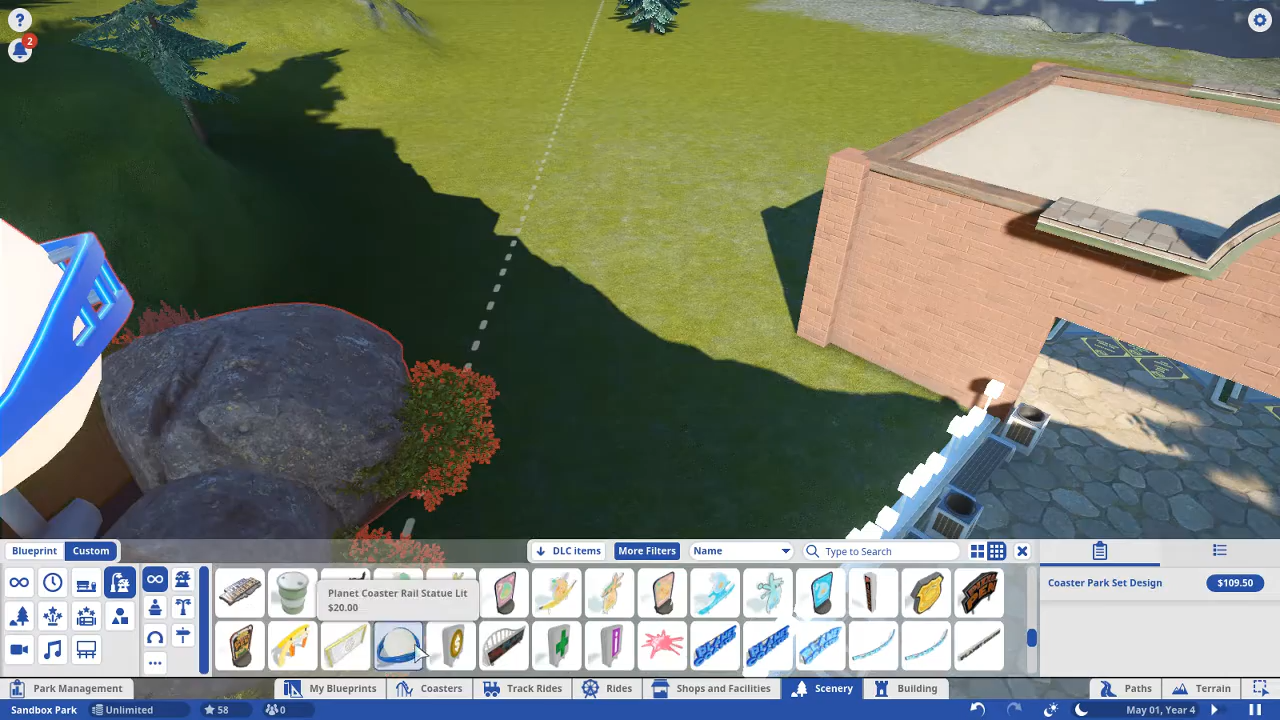 ?
2
Blueprint
Custom
DLC items
More Filters
Name
Type to Search
Planet Coaster Rail Statue Lit
$20.00
Coaster Park Set Design
$109.50
Park Management
My Blueprints
Coasters
Track Rides
Rides
Shops and Facilities
Scenery
Building
Paths
Terrain
Sandbox Park
Unlimited
58
0
May 01, Year 4